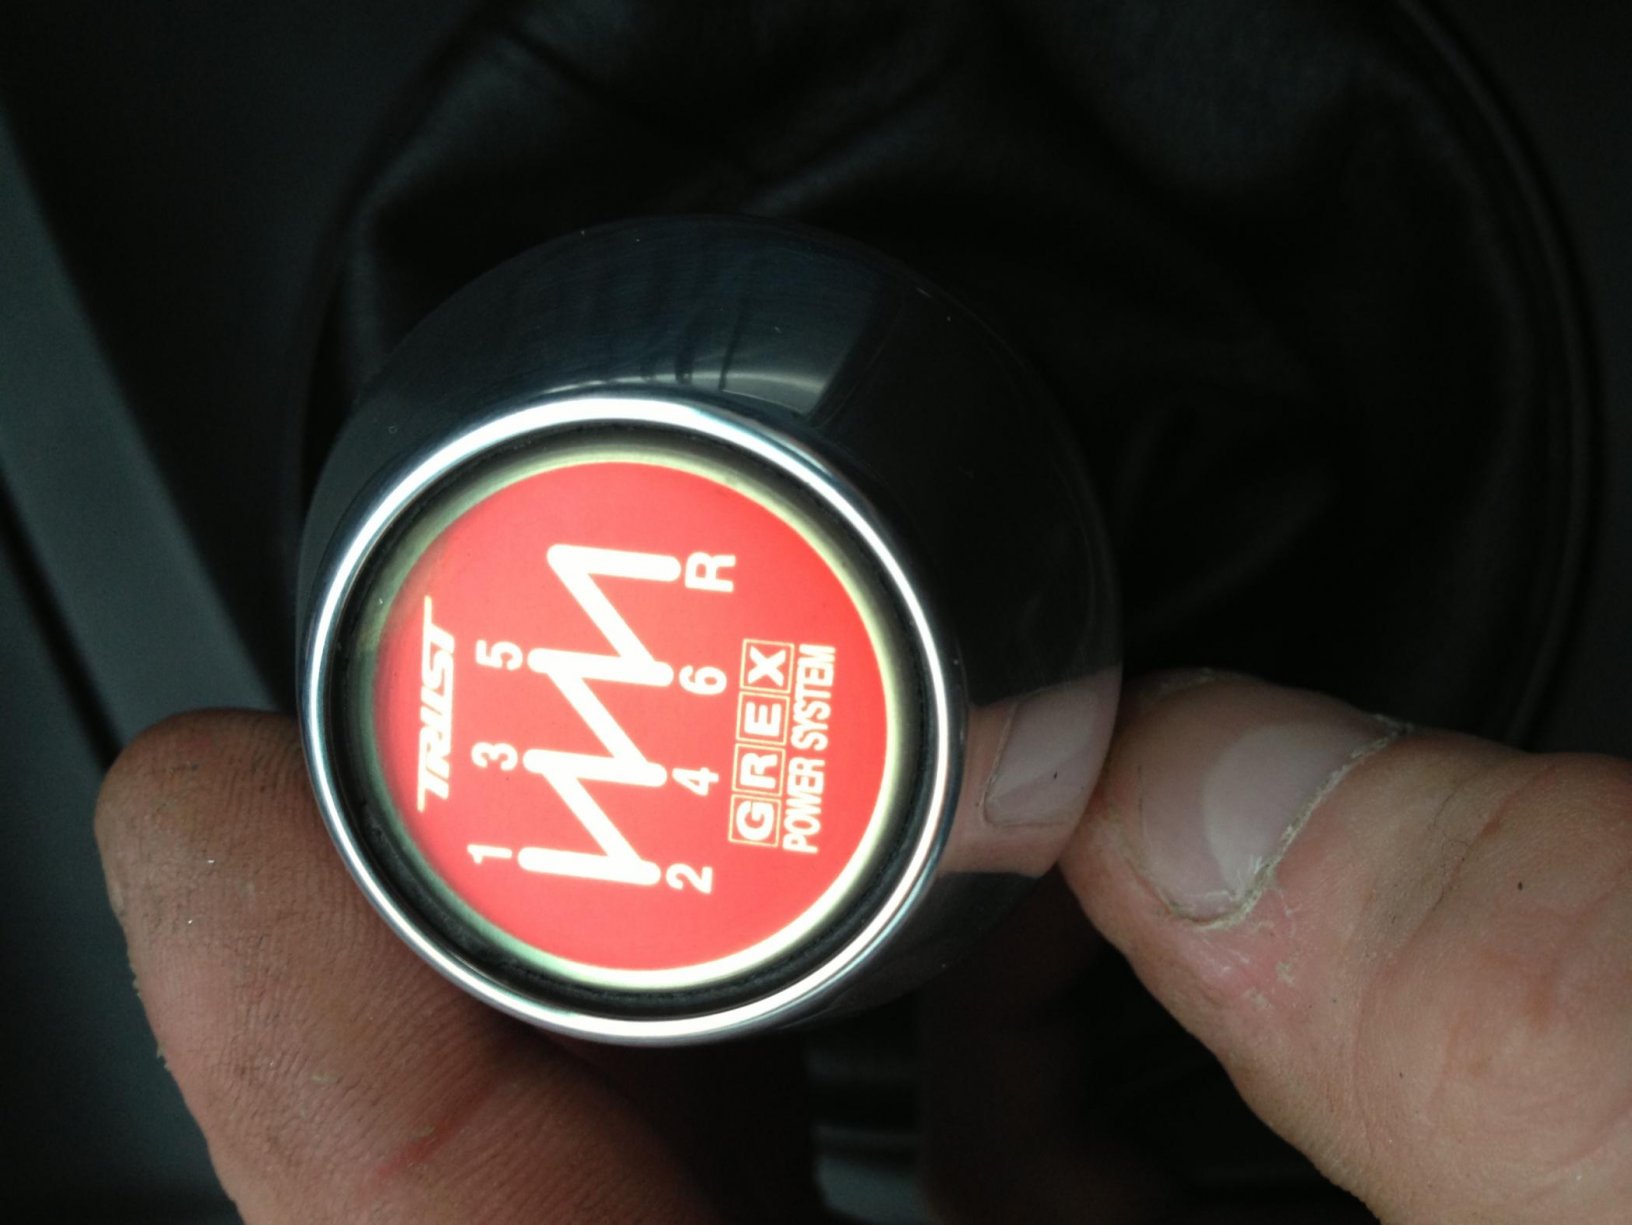 TRUST
1 3 5
2 4 6 R
GREX
POWER SYSTEM